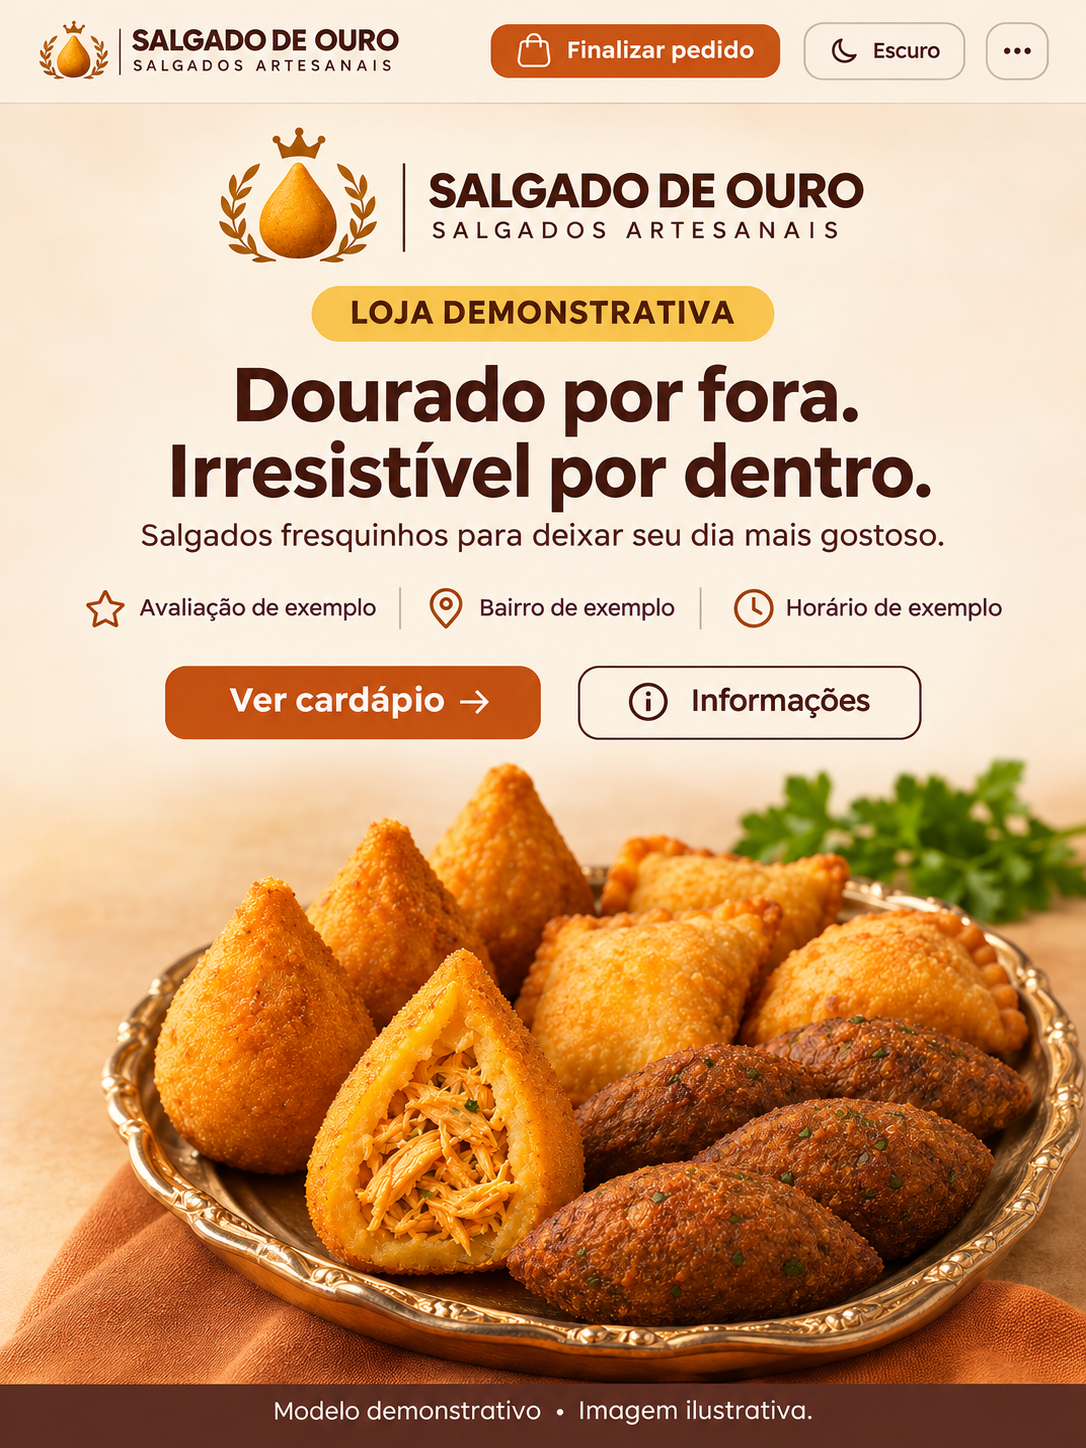 SALGADO DE OURO
SALGADOS ARTESANAIS
Finalizar pedido
Escuro
SALGADO DE OURO
SALGADOS ARTESANAIS
LOJA DEMONSTRATIVA
Dourado por fora.
Irresistível por dentro.
Salgados fresquinhos para deixar seu dia mais gostoso.
Avaliação de exemplo
Bairro de exemplo
Horário de exemplo
Ver cardápio →
Informações
Modelo demonstrativo • Imagem ilustrativa.